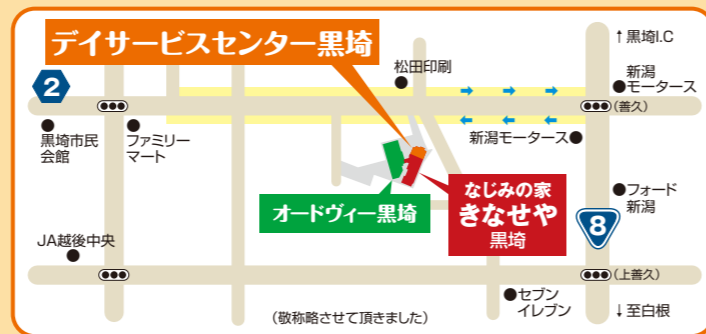 デイサービスセンター黒埼
松田印刷
↑黒埼I.C
新潟
モータース
2
(善久)
黒埼市民
会館
ファミリー
マート
新潟モータース
オードヴィー黒埼
なじみの家
きなせや
黒埼
フォード
新潟
8
JA越後中央
(上善久)
セブン
イレブン
(敬称略させて頂きました)
↓至白根